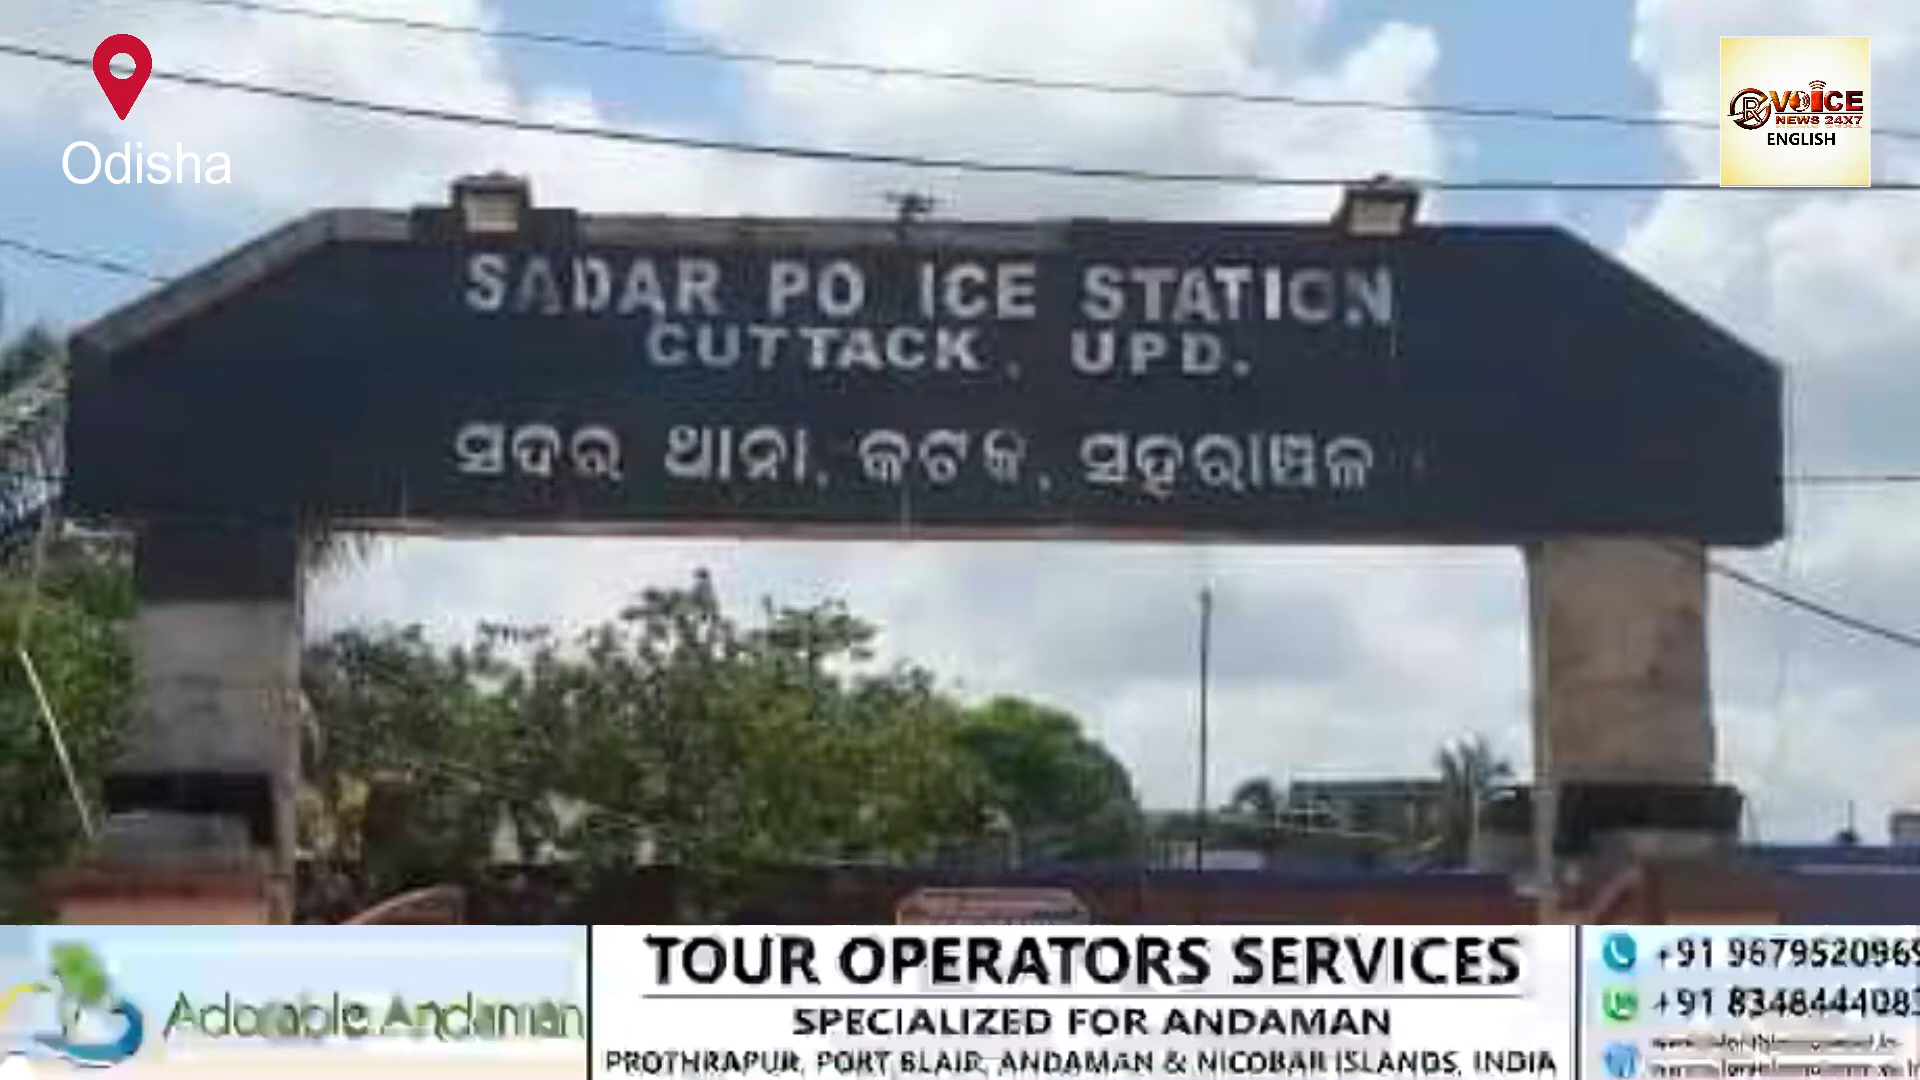 Odisha
VOICE
NEWS 24X7
ENGLISH
SADAR PO ICE STATION
CUTTACK, UPD.
ସଦର ଥାନା, କଟକ, ସହରାଞ୍ଚଳ
Adorable Andaman
TOUR OPERATORS SERVICES
SPECIALIZED FOR ANDAMAN
PROTHRAPUR, PORT BLAIR, ANDAMAN & NICOBAR ISLANDS, INDIA
+91 9679520969
+91 834844408